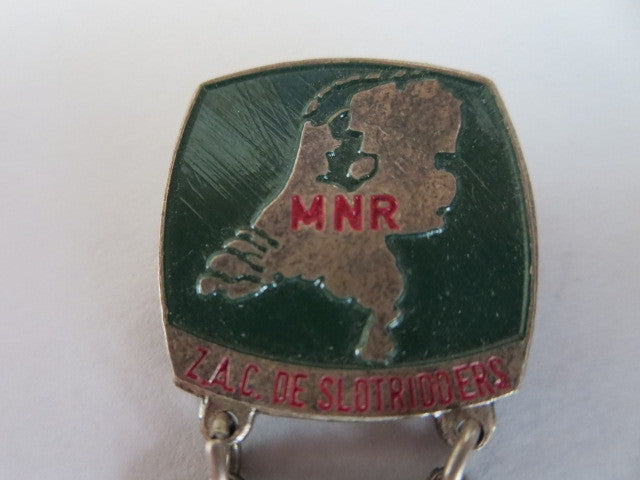 MNR
Z.A.C. DE SLOTRIDDERS